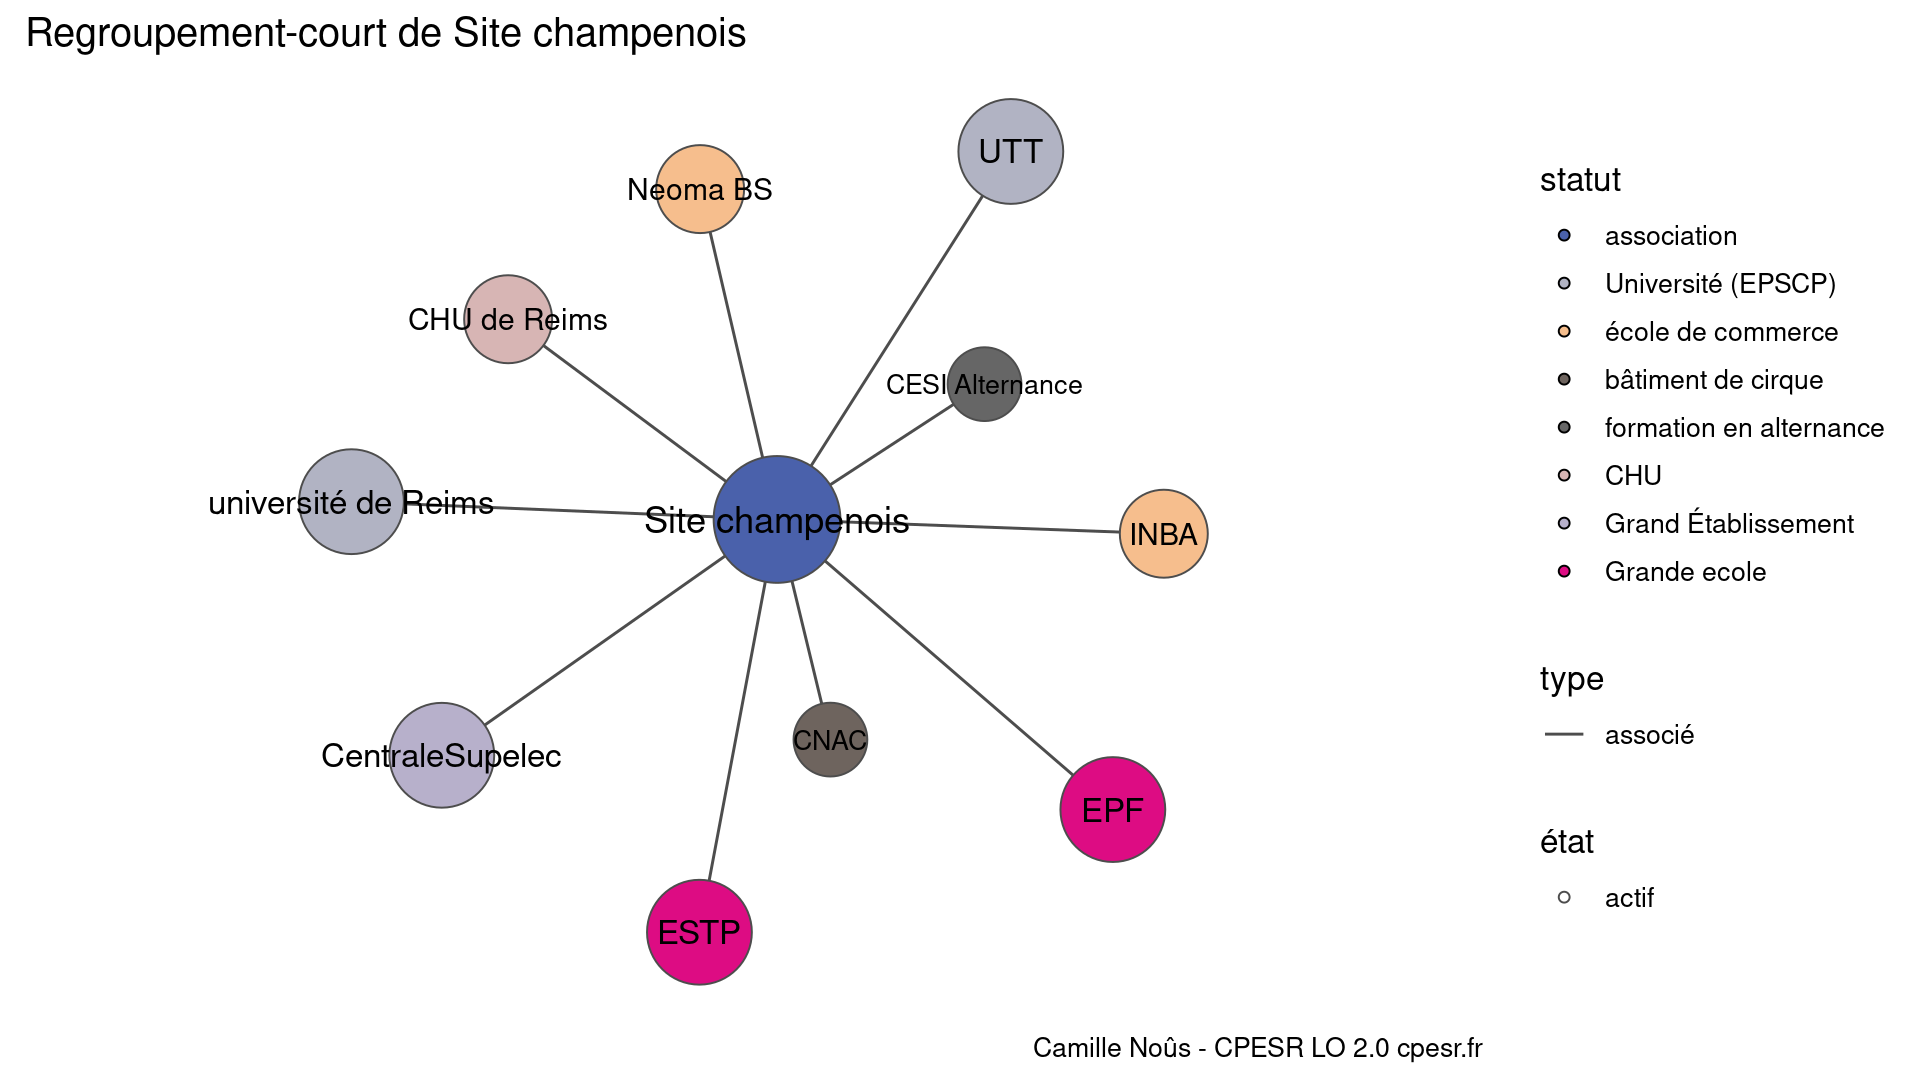 Regroupement-court de Site champenois
UTT
Neoma BS
CHU de Reims
CESI Alternance
université de Reims
Site champenois
INBA
CentraleSupelec
CNAC
EPF
ESTP
statut
association
Université (EPSCP)
école de commerce
bâtiment de cirque
formation en alternance
CHU
Grand Établissement
Grande ecole
type
associé
état
actif
Camille Noûs - CPESR LO 2.0 cpesr.fr